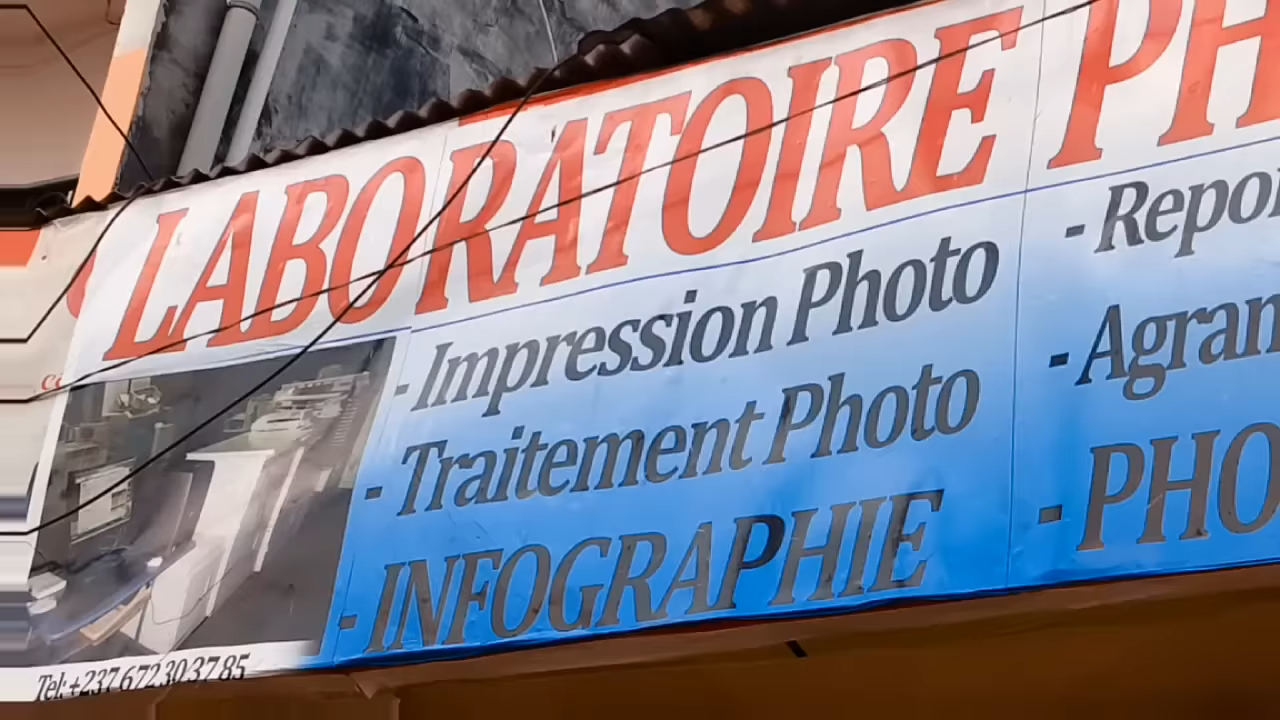 LABORATOIRE PH
- Impression Photo
- Traitement Photo
- INFOGRAPHIE
- Repor
- Agran
- PHO
Tel: +237 672 30 37 85